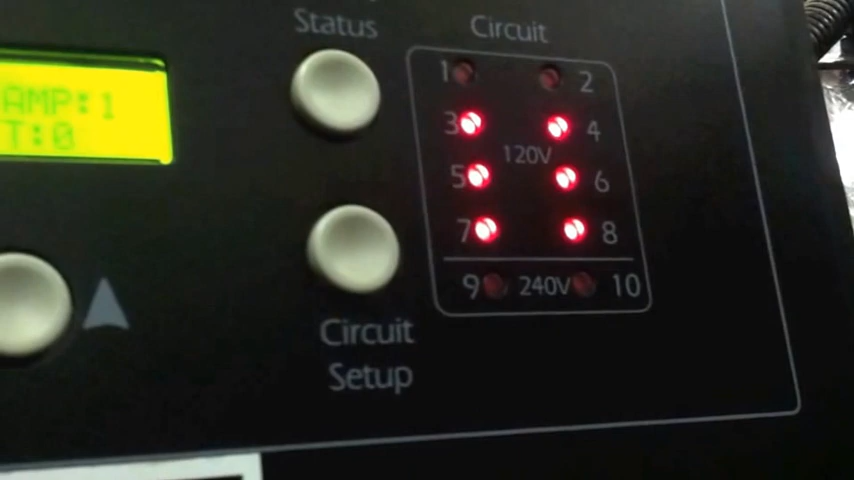 Status
Circuit
AMP:1
T:0
1 2
3 4
120V
5 6
7 8
9 240V 10
Circuit
Setup